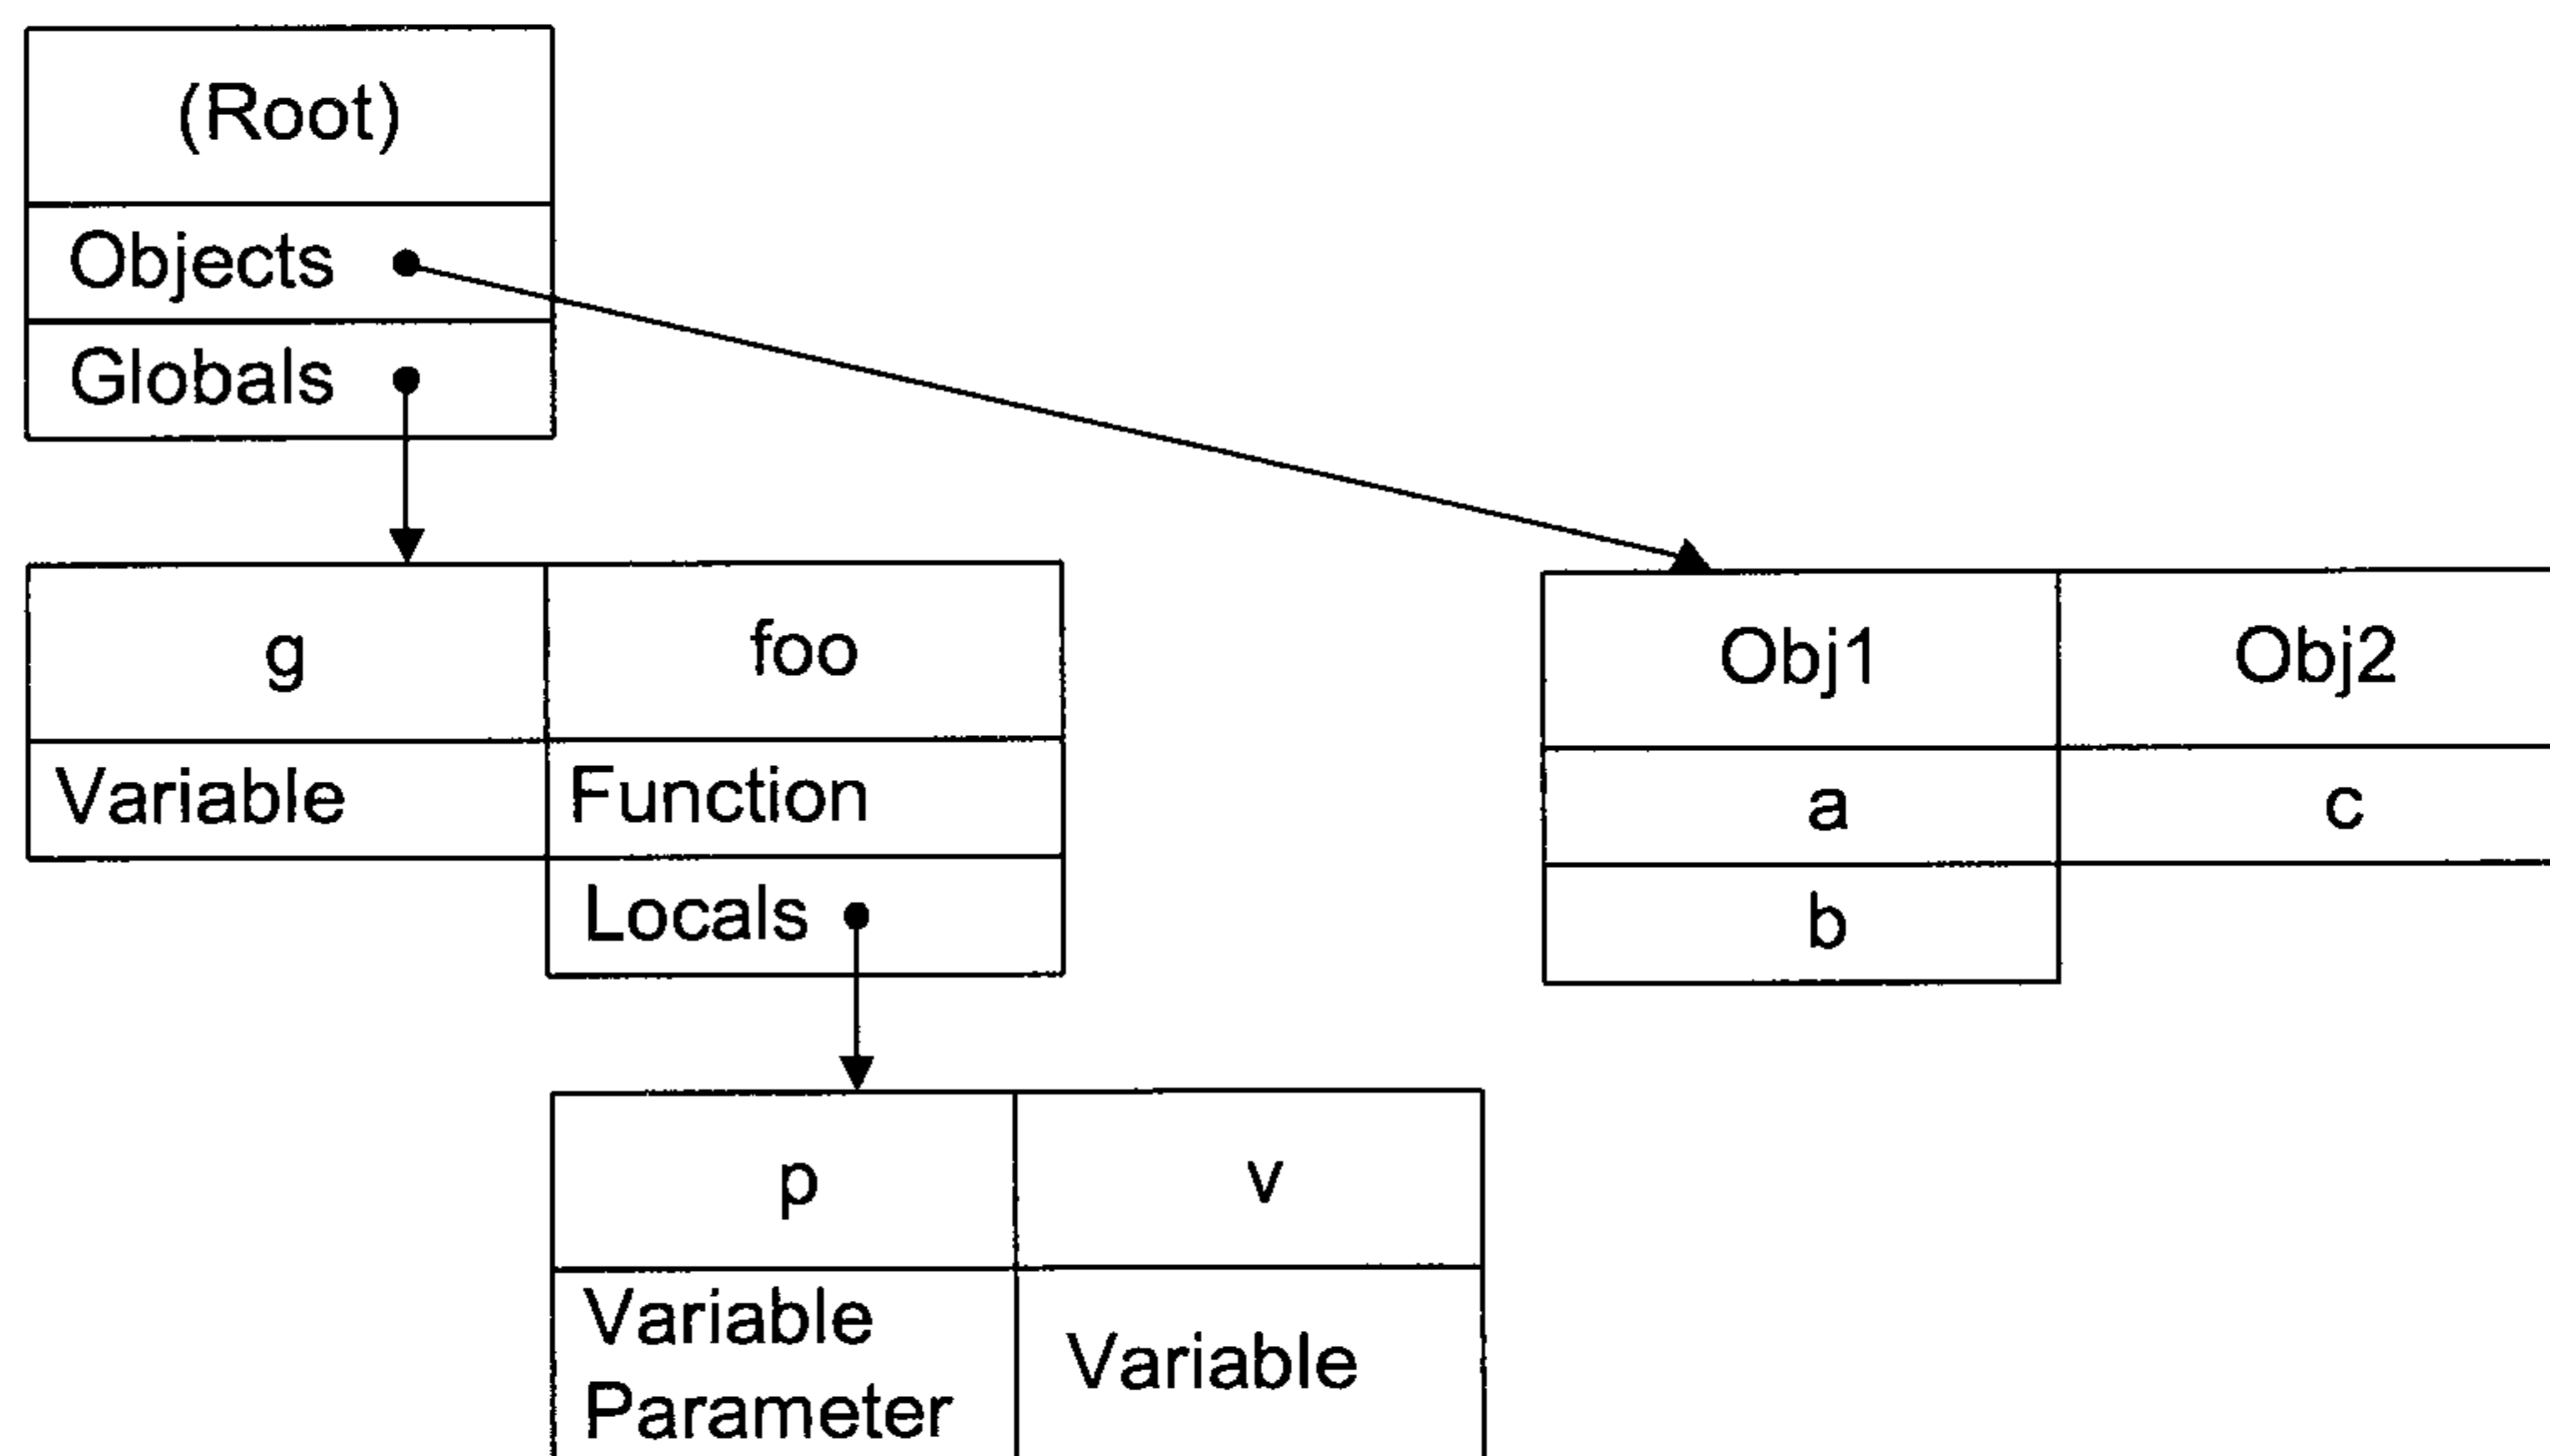 (Root)
Objects
Globals
g
foo
Variable
Function
Locals
Obj1
Obj2
a
c
b
p
v
Variable
Parameter
Variable